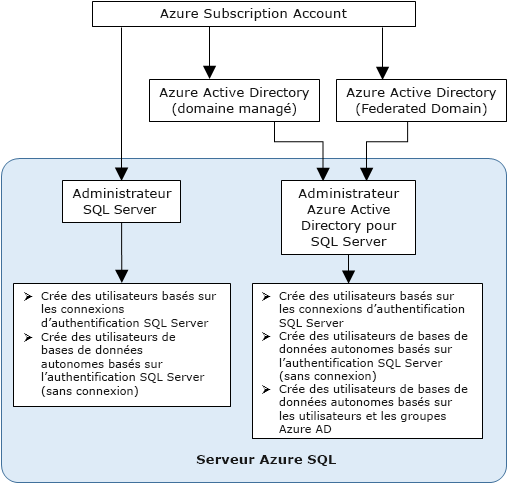 Azure Subscription Account
Azure Active Directory
(domaine managé)
Azure Active Directory
(Federated Domain)
Administrateur
SQL Server
Administrateur
Azure Active
Directory pour
SQL Server
➢ Crée des utilisateurs basés sur
les connexions
d’authentification SQL Server
➢ Crée des utilisateurs de
bases de données
autonomes basés sur
l’authentification SQL Server
(sans connexion)
➢ Crée des utilisateurs basés sur
les connexions d’authentification
SQL Server
➢ Crée des utilisateurs de bases de
données autonomes basés sur
l’authentification SQL Server
(sans connexion)
➢ Crée des utilisateurs de bases de
données autonomes basés sur
les utilisateurs et les groupes
Azure AD
Serveur Azure SQL